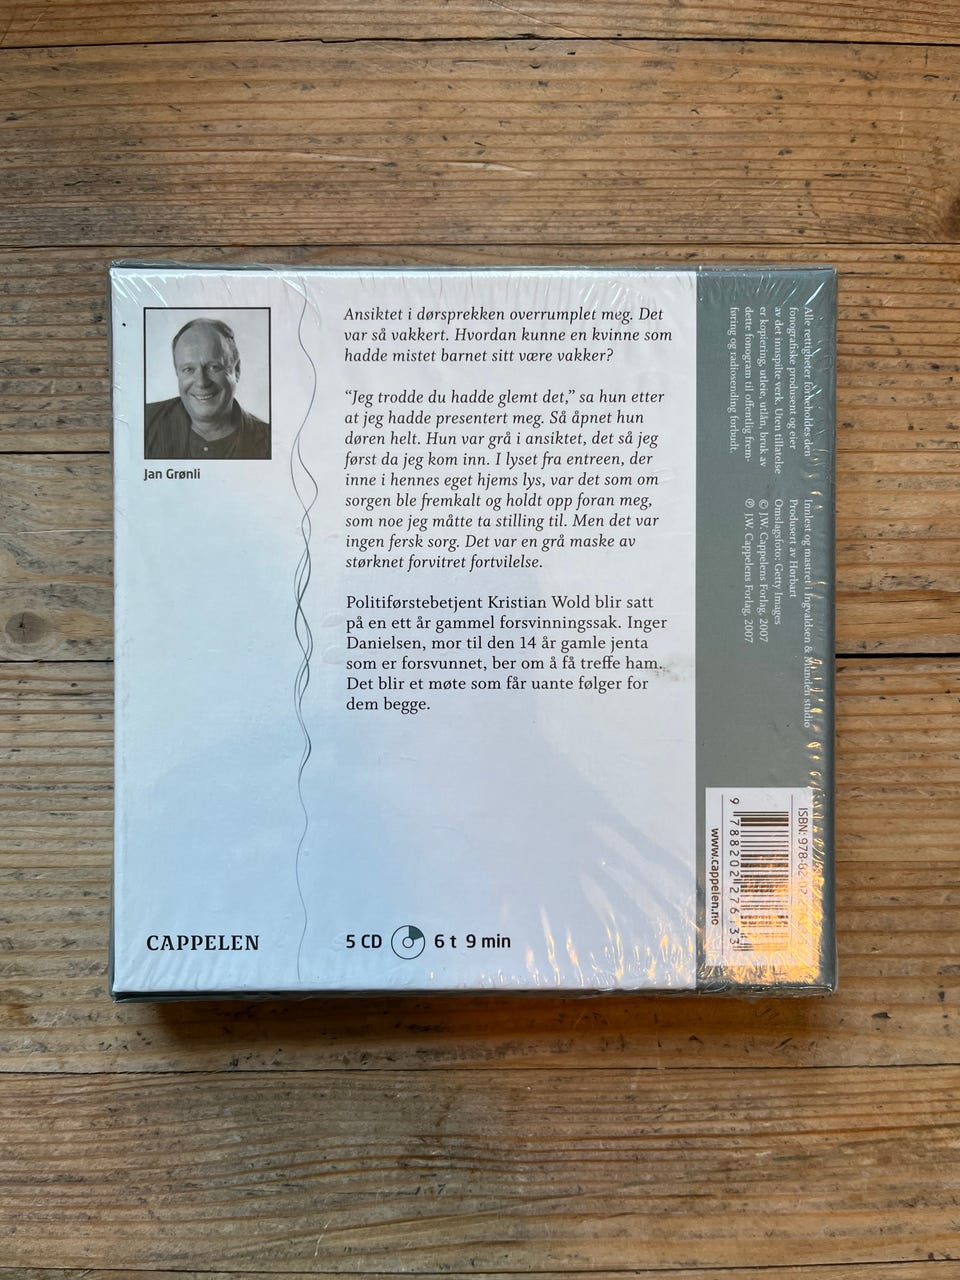 Jan Grønli
Ansiktet i dørsprekken overrumplet meg. Det
var så vakkert. Hvordan kunne en kvinne som
hadde mistet barnet sitt være vakker?
“Jeg trodde du hadde glemt det,” sa hun etter
at jeg hadde presentert meg. Så åpnet hun
døren helt. Hun var grå i ansiktet, det så jeg
først da jeg kom inn. I lyset fra entreen, der
inne i hennes eget hjems lys, var det som om
sorgen ble fremkalt og holdt opp foran meg,
som noe jeg måtte ta stilling til. Men det var
ingen fersk sorg. Det var en grå maske av
størknet forvitret fortvilelse.
Politiførstebetjent Kristian Wold blir satt
på en ett år gammel forsvinningssak. Inger
Danielsen, mor til den 14 år gamle jenta
som er forsvunnet, ber om å få treffe ham.
Det blir et møte som får uante følger for
dem begge.
CAPPELEN
5 CD 6 t 9 min
Alle rettigheter forbeholdes den
fonografiske produsent og eier
av det innspilte verk. Uten tillatelse
er kopiering, utleie, utlån, bruk av
dette fonogram til offentlig frem-
føring og radiosending forbudt.
Innlest og mastret i Ingvaldsen & Munden studio
Produsert av Hørbart
Omslagsfoto: Getty Images
© J.W. Cappelens Forlag, 2007
℗ J.W. Cappelens Forlag, 2007
ISBN: 978-82-02-
9 788202 276133
www.cappelen.no